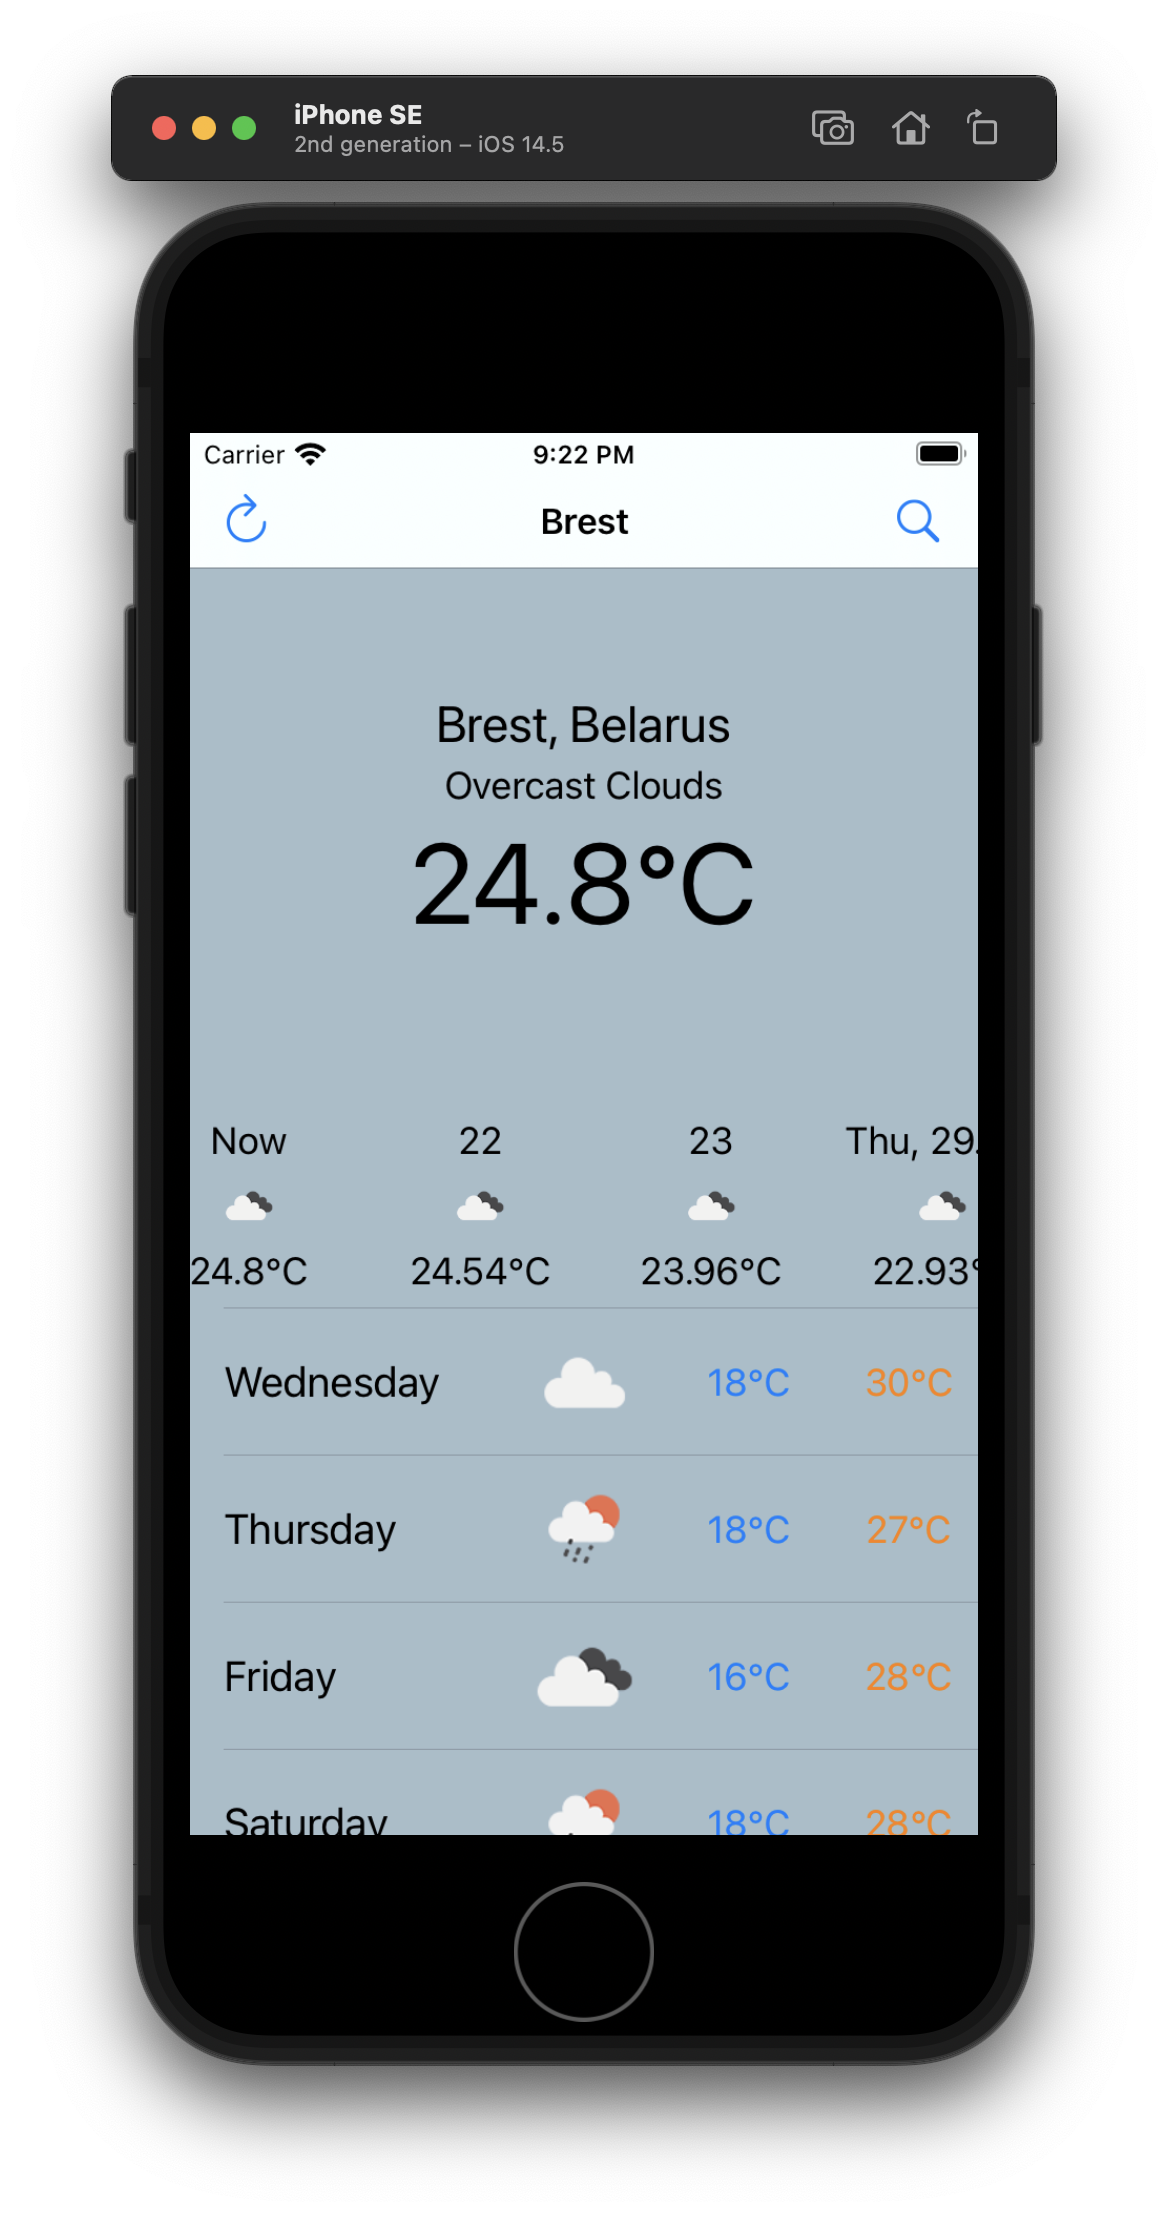 iPhone SE
2nd generation – iOS 14.5
Carrier 9:22 PM
Brest
Brest, Belarus
Overcast Clouds
24.8°C
Now 22 23 Thu, 29.
24.8°C 24.54°C 23.96°C 22.93°
Wednesday 18°C 30°C
Thursday 18°C 27°C
Friday 16°C 28°C
Saturday 18°C 28°C